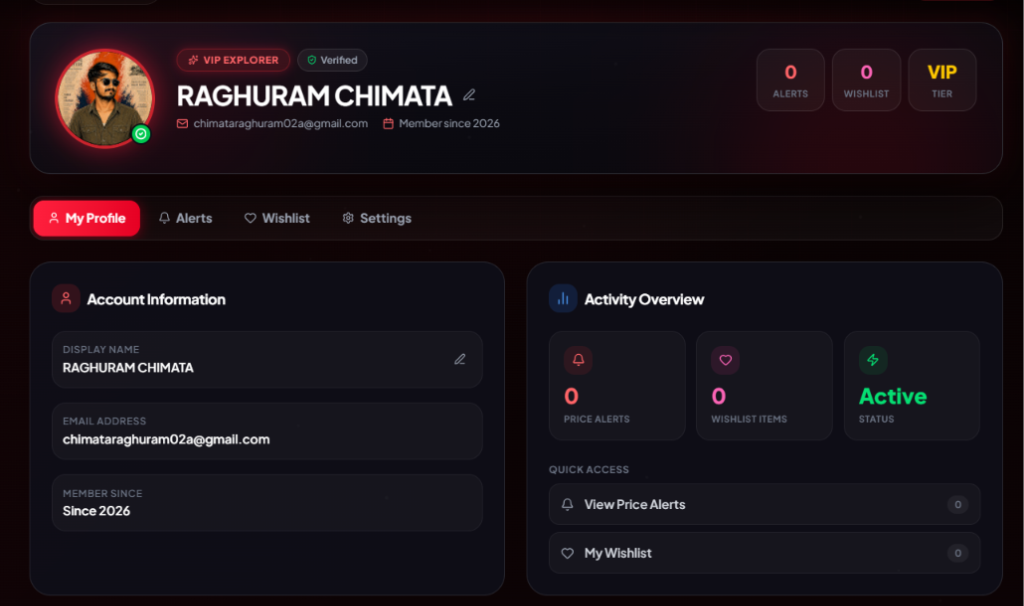 VIP EXPLORER
Verified
RAGHURAM CHIMATA
chimataraghuram02a@gmail.com
Member since 2026
0
ALERTS
0
WISHLIST
VIP
TIER
My Profile
Alerts
Wishlist
Settings
Account Information
DISPLAY NAME
RAGHURAM CHIMATA
EMAIL ADDRESS
chimataraghuram02a@gmail.com
MEMBER SINCE
Since 2026
Activity Overview
0
PRICE ALERTS
0
WISHLIST ITEMS
Active
STATUS
QUICK ACCESS
View Price Alerts
0
My Wishlist
0